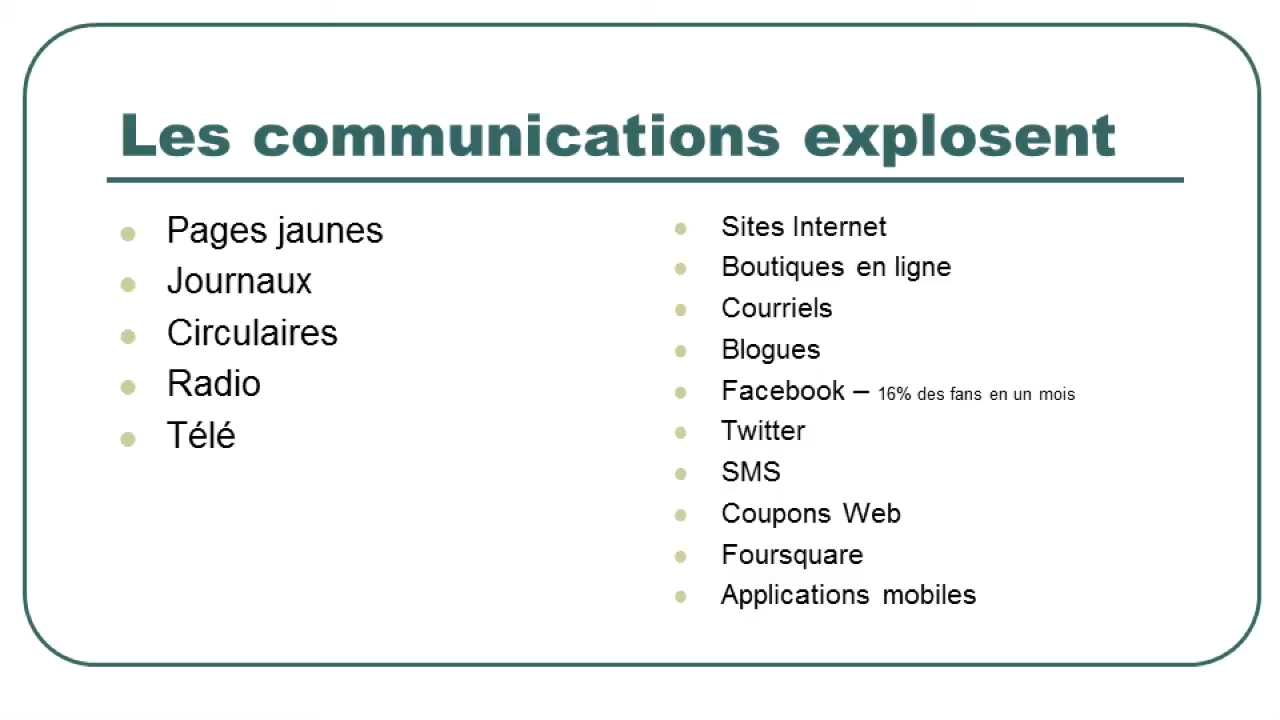 Les communications explosent
Pages jaunes
Journaux
Circulaires
Radio
Télé
Sites Internet
Boutiques en ligne
Courriels
Blogues
Facebook – 16% des fans en un mois
Twitter
SMS
Coupons Web
Foursquare
Applications mobiles